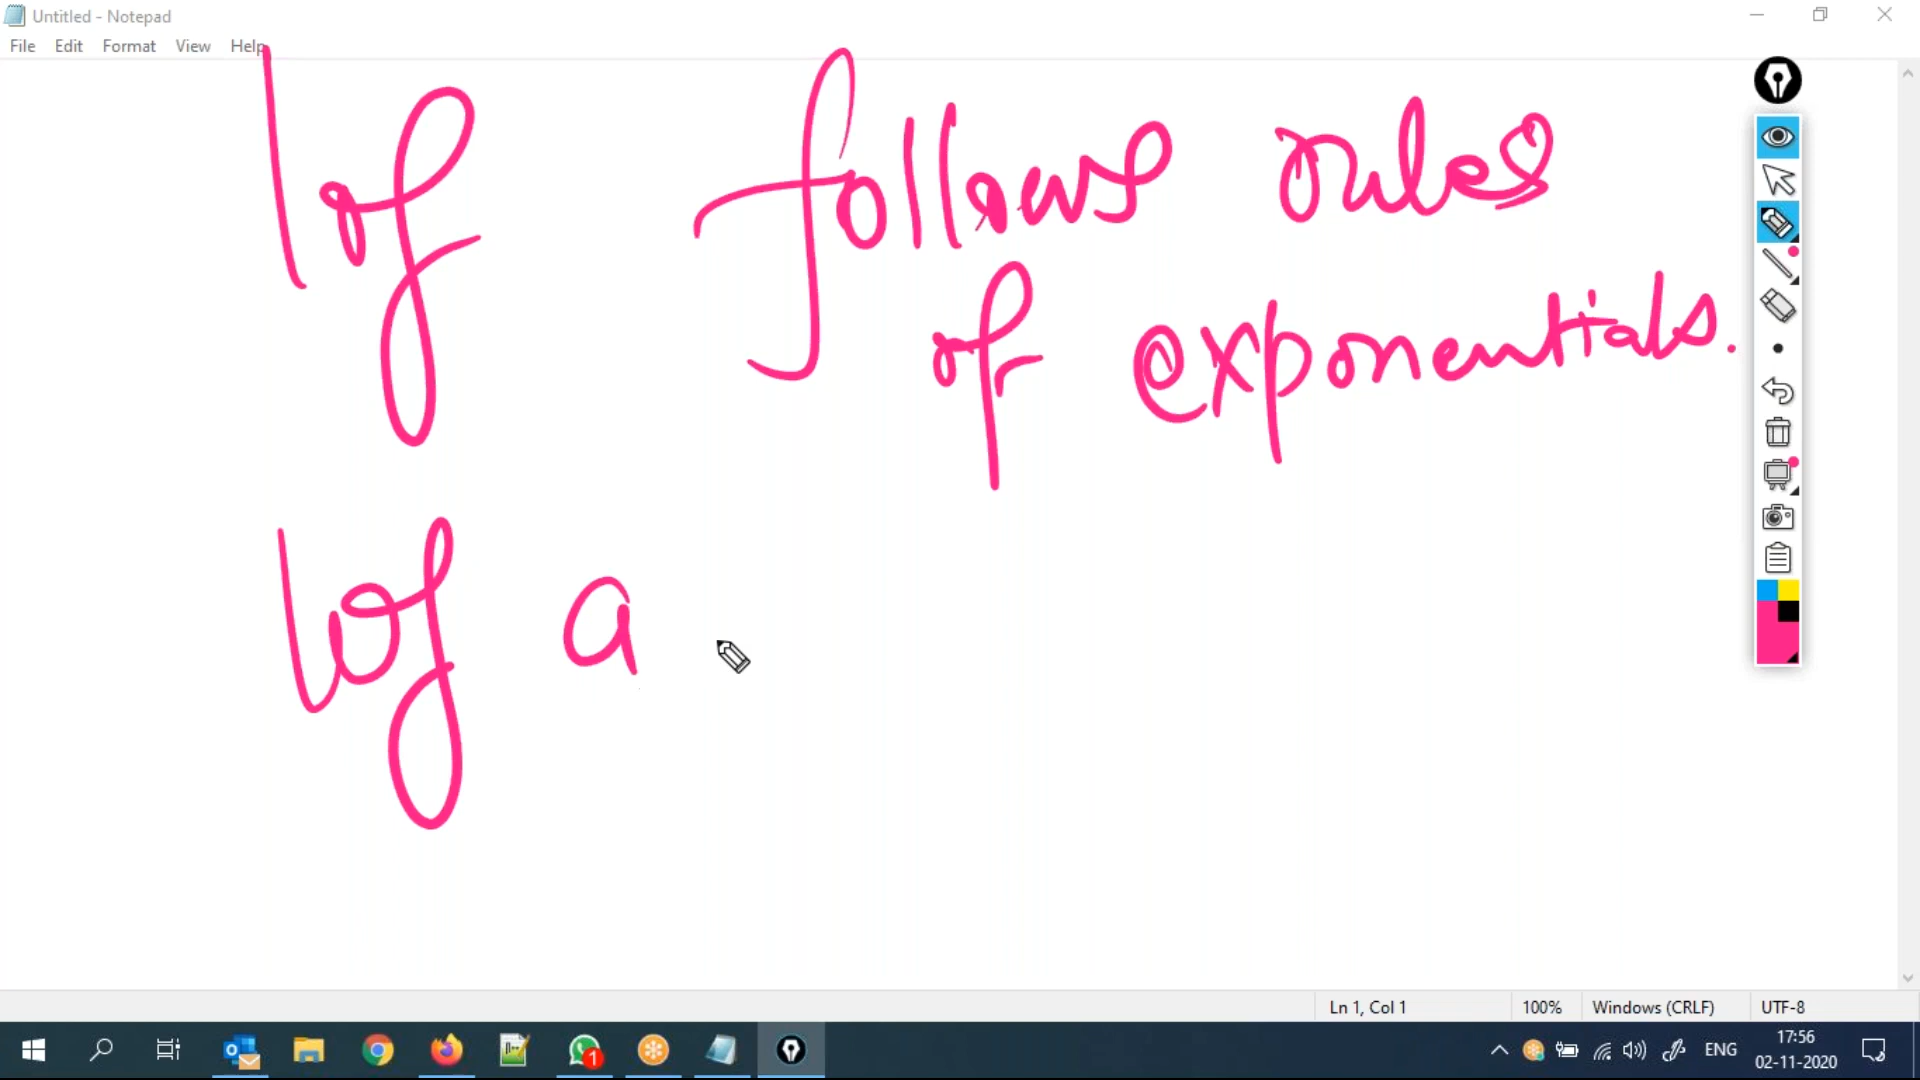 Untitled - Notepad
File Edit Format View Help
log follows rules
of exponentials.
log a
Ln 1, Col 1 100% Windows (CRLF) UTF-8
1
ENG
17:56
02-11-2020